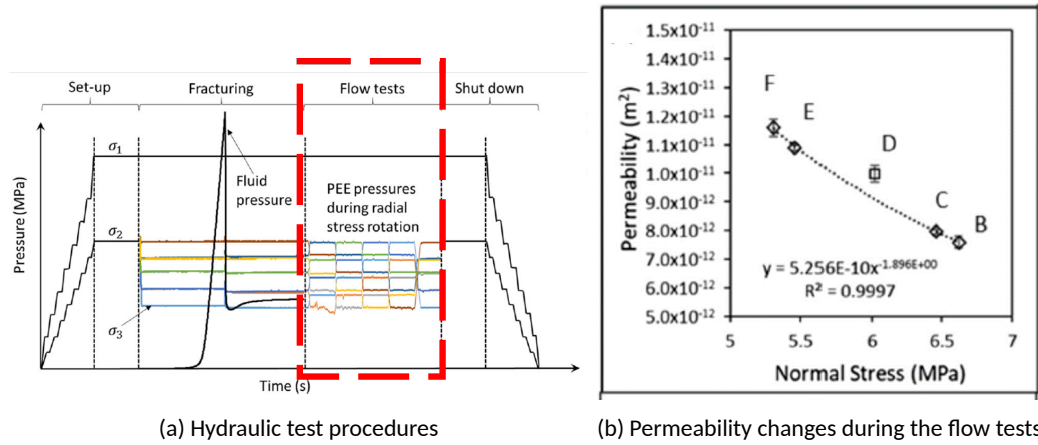 Set-up
Fracturing
Flow tests
Shut down
σ1
Fluid
pressure
PEE pressures
during radial
stress rotation
σ2
σ3
Pressure (MPa)
Time (s)
(a) Hydraulic test procedures
1.5x10-11
1.4x10-11
1.3x10-11
1.2x10-11
1.1x10-11
1.0x10-11
9.0x10-12
8.0x10-12
7.0x10-12
6.0x10-12
5.0x10-12
Permeability (m2)
F
E
D
C
B
y = 5.256E-10x-1.896E+00
R2 = 0.9997
5
5.5
6
6.5
7
Normal Stress (MPa)
(b) Permeability changes during the flow tests